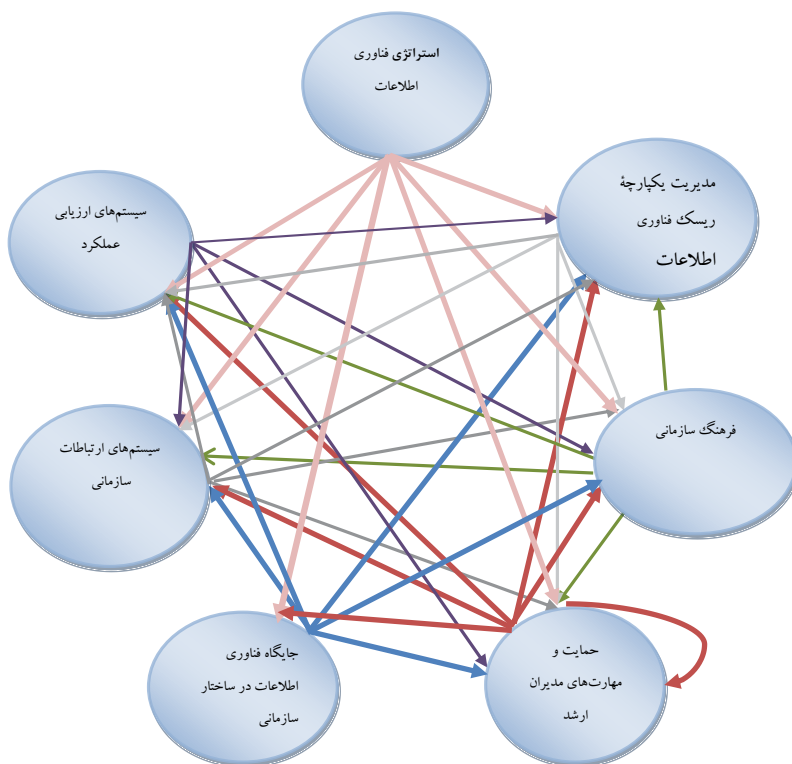 استراتژی فناوری
اطلاعات
مدیریت یکپارچۀ
ریسک فناوری
اطلاعات
سیستم‌های ارزیابی
عملکرد
فرهنگ سازمانی
سیستم‌های ارتباطات
سازمانی
جایگاه فناوری
اطلاعات در ساختار
سازمانی
حمایت و
مهارت‌های مدیران
ارشد